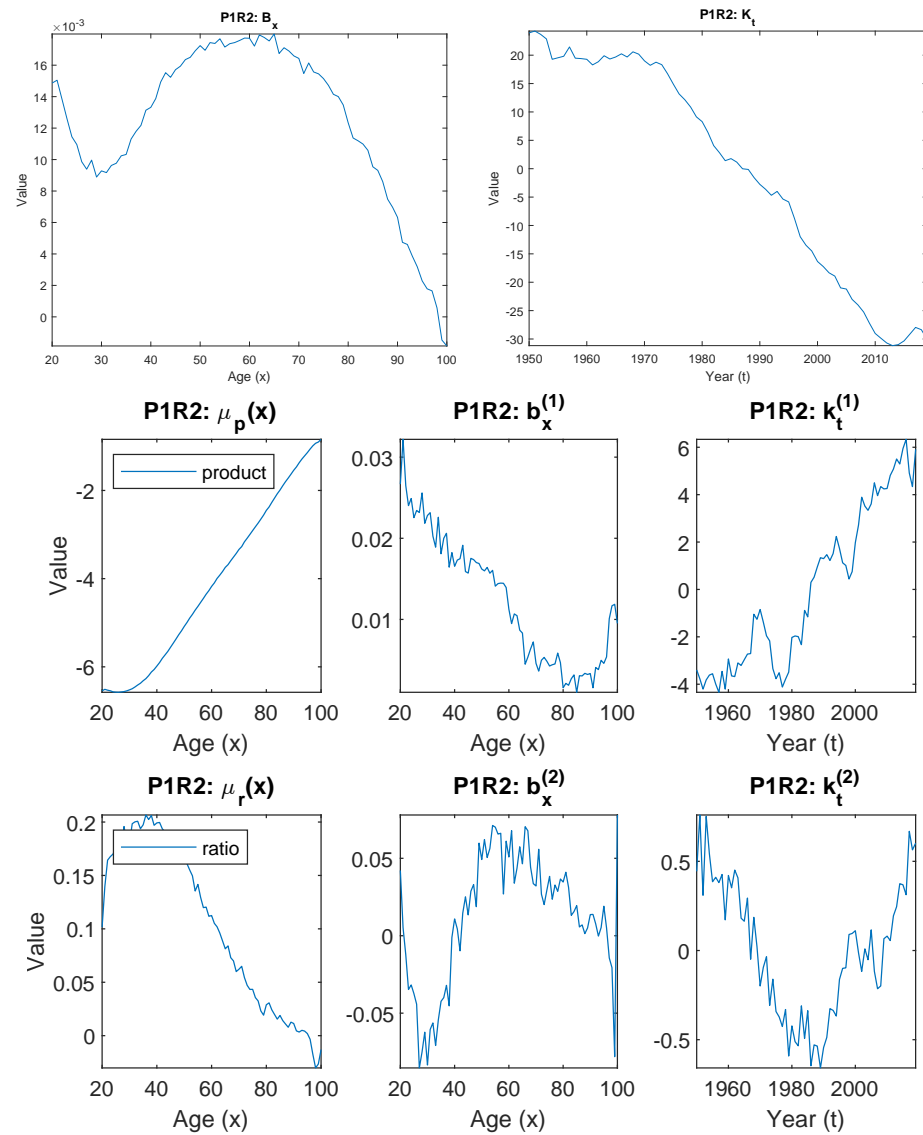 P1R2: B_x
×10^-3
Value
16
14
12
10
8
6
4
2
0
20 30 40 50 60 70 80 90 100
Age (x)
P1R2: K_t
Value
20
15
10
5
0
-5
-10
-15
-20
-25
-30
1950 1960 1970 1980 1990 2000 2010
Year (t)
P1R2: μ_p(x)
product
Value
-2
-4
-6
20 40 60 80 100
Age (x)
P1R2: b_x^(1)
0.03
0.02
0.01
20 40 60 80 100
Age (x)
P1R2: k_t^(1)
6
4
2
0
-2
-4
1960 1980 2000
Year (t)
P1R2: μ_r(x)
ratio
Value
0.2
0.15
0.1
0.05
0
20 40 60 80 100
Age (x)
P1R2: b_x^(2)
0.05
0
-0.05
20 40 60 80 100
Age (x)
P1R2: k_t^(2)
0.5
0
-0.5
1960 1980 2000
Year (t)